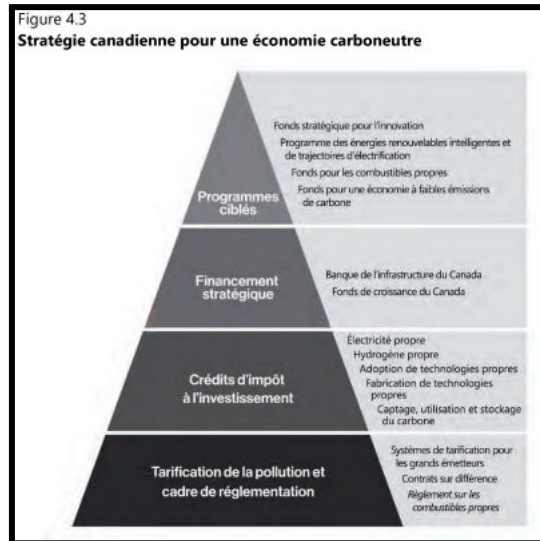 Figure 4.3
Stratégie canadienne pour une économie carboneutre
Programmes
ciblés
Fonds stratégique pour l'innovation
Programme des énergies renouvelables intelligentes et
de trajectoires d'électrification
Fonds pour les combustibles propres
Fonds pour une économie à faibles émissions
de carbone
Financement
stratégique
Banque de l'infrastructure du Canada
Fonds de croissance du Canada
Crédits d'impôt
à l'investissement
Électricité propre
Hydrogène propre
Adoption de technologies propres
Fabrication de technologies
propres
Captage, utilisation et stockage
du carbone
Tarification de la pollution et
cadre de réglementation
Systèmes de tarification pour
les grands émetteurs
Contrats sur différence
Règlement sur les
combustibles propres